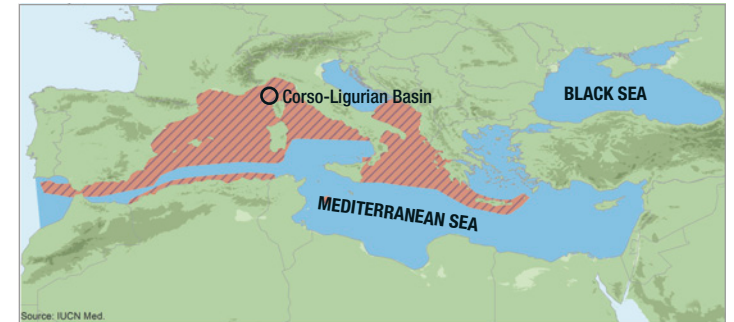 Corso-Ligurian Basin
BLACK SEA
MEDITERRANEAN SEA
Source: IUCN Med.